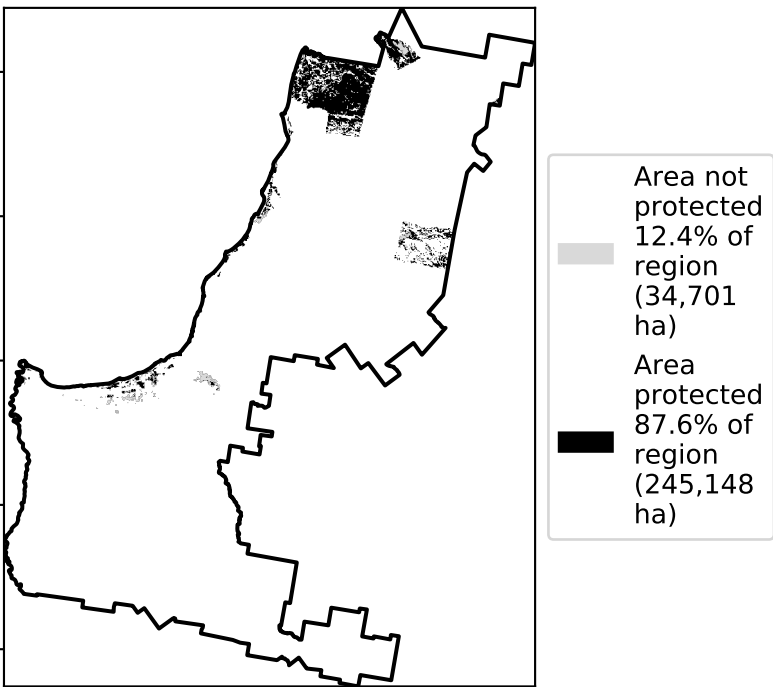 Area not
protected
12.4% of
region
(34,701
ha)
Area
protected
87.6% of
region
(245,148
ha)